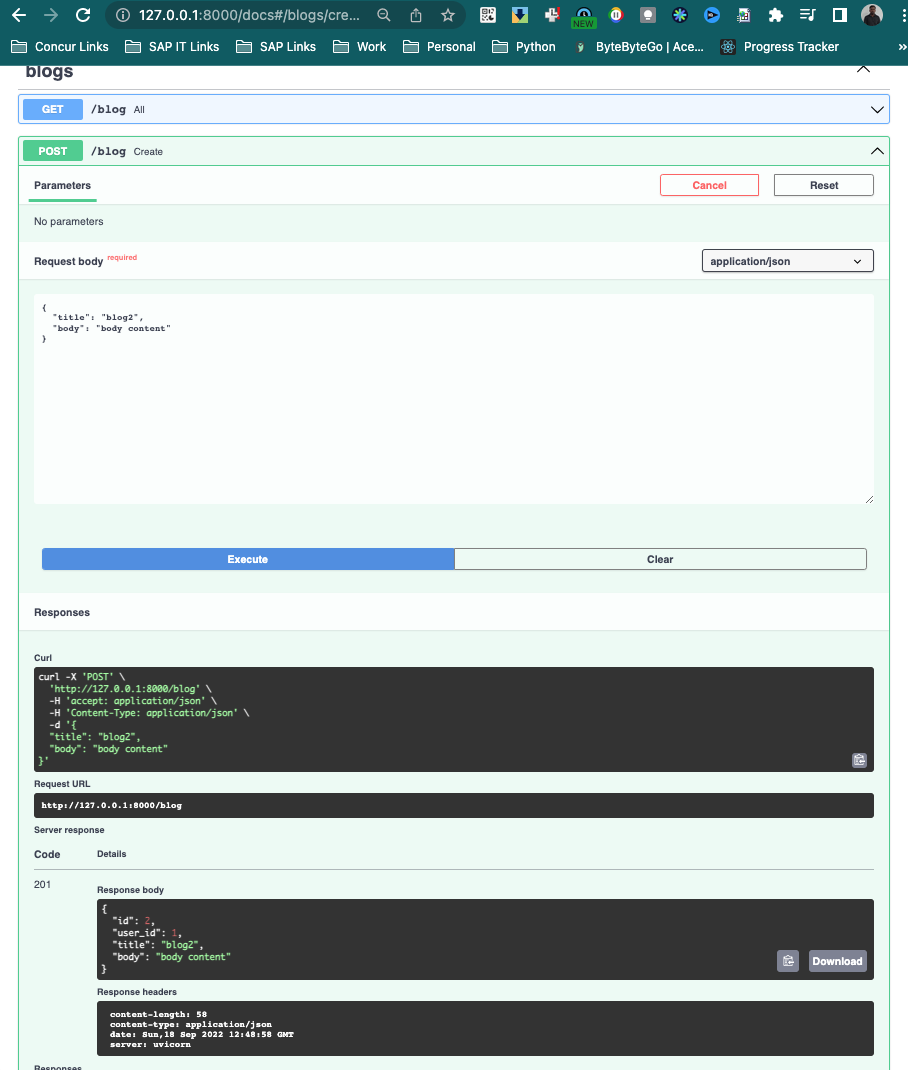 127.0.0.1:8000/docs#/blogs/cre...
NEW
Concur Links SAP IT Links SAP Links Work Personal Python ByteByteGo | Ace... Progress Tracker »
blogs
GET /blog All
POST /blog Create
Parameters Cancel Reset
No parameters
Request body required application/json
{
"title": "blog2",
"body": "body content"
}
Execute Clear
Responses
Curl
curl -X 'POST' \
'http://127.0.0.1:8000/blog' \
-H 'accept: application/json' \
-H 'Content-Type: application/json' \
-d '{
"title": "blog2",
"body": "body content"
}'
Request URL
http://127.0.0.1:8000/blog
Server response
Code Details
201
Response body
{
"id": 2,
"user_id": 1,
"title": "blog2",
"body": "body content"
}
Download
Response headers
content-length: 58
content-type: application/json
date: Sun,18 Sep 2022 12:48:58 GMT
server: uvicorn
Responses